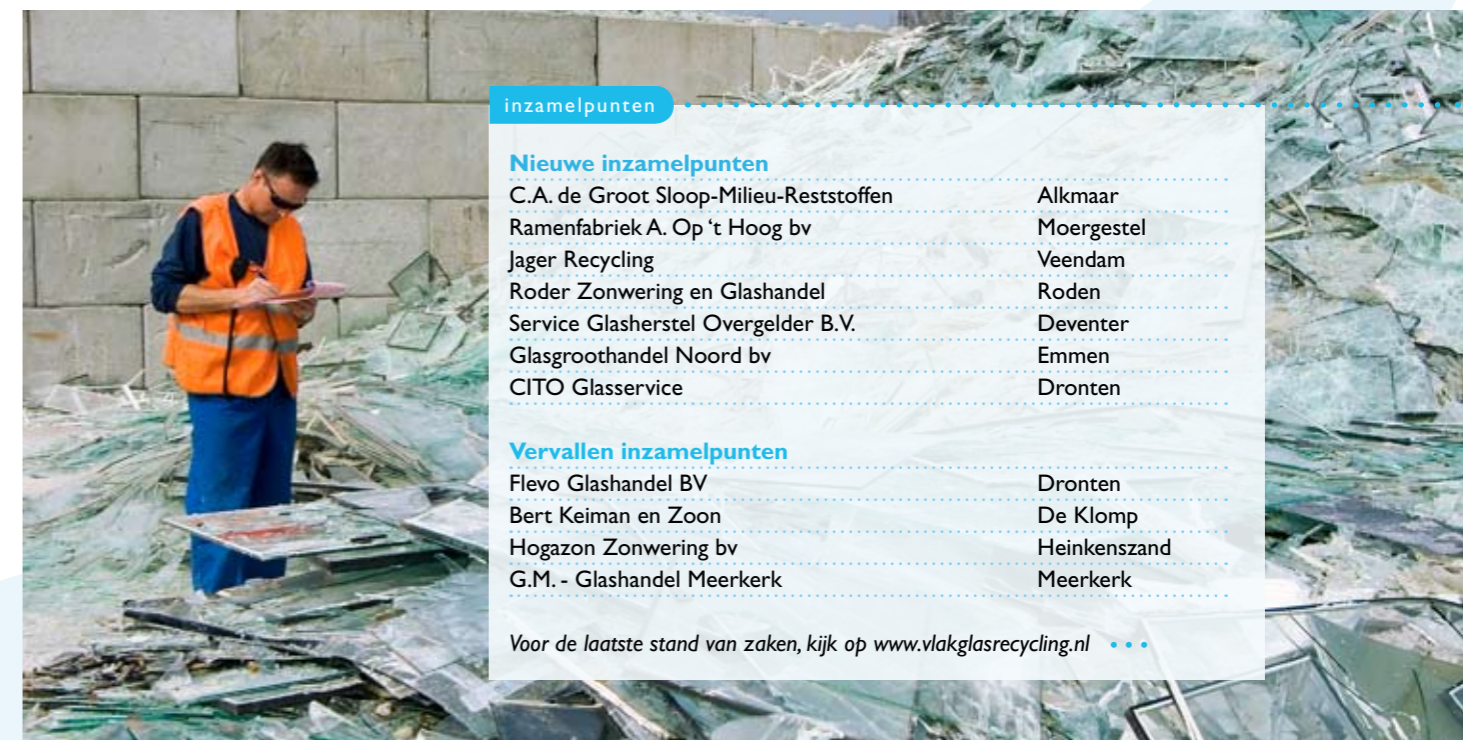 inzamelpunten
Nieuwe inzamelpunten
C.A. de Groot Sloop-Milieu-Reststoffen Alkmaar
Ramenfabriek A. Op ‘t Hoog bv Moergestel
Jager Recycling Veendam
Roder Zonwering en Glashandel Roden
Service Glasherstel Overgelder B.V. Deventer
Glasgroothandel Noord bv Emmen
CITO Glasservice Dronten
Vervallen inzamelpunten
Flevo Glashandel BV Dronten
Bert Keiman en Zoon De Klomp
Hogazon Zonwering bv Heinkenszand
G.M. - Glashandel Meerkerk Meerkerk
Voor de laatste stand van zaken, kijk op www.vlakglasrecycling.nl